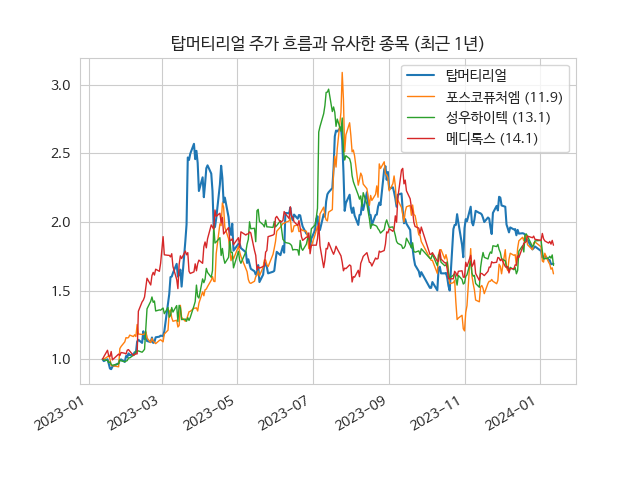 탑머티리얼 주가 흐름과 유사한 종목 (최근 1년)
탑머티리얼
포스코퓨처엠 (11.9)
성우하이텍 (13.1)
메디톡스 (14.1)
3.0
2.5
2.0
1.5
1.0
2023-01
2023-03
2023-05
2023-07
2023-09
2023-11
2024-01